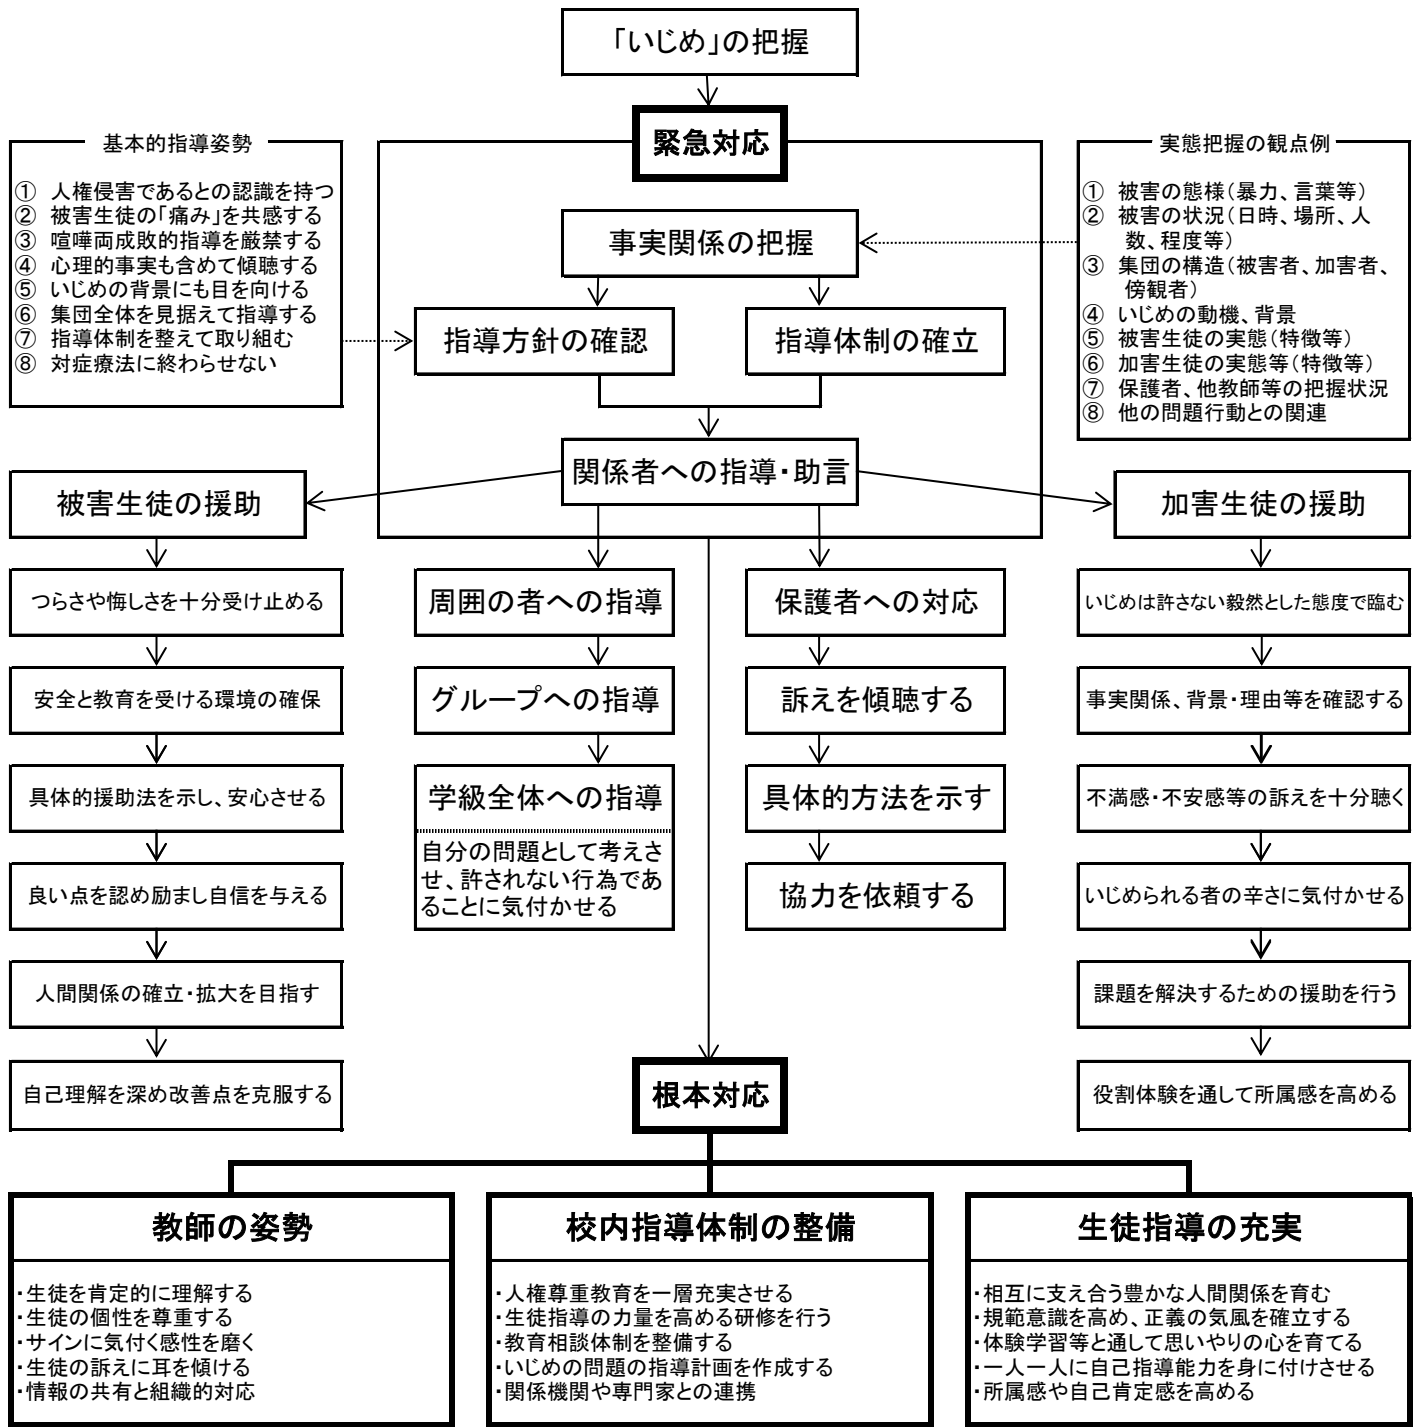 「いじめ」の把握
緊急対応
基本的指導姿勢
① 人権侵害であるとの認識を持つ
② 被害生徒の「痛み」を共感する
③ 喧嘩両成敗的指導を厳禁する
④ 心理的事実も含めて傾聴する
⑤ いじめの背景にも目を向ける
⑥ 集団全体を見据えて指導する
⑦ 指導体制を整えて取り組む
⑧ 対症療法に終わらせない
実態把握の観点例
① 被害の態様(暴力、言葉等)
② 被害の状況(日時、場所、人
数、程度等)
③ 集団の構造(被害者、加害者、
傍観者)
④ いじめの動機、背景
⑤ 被害生徒の実態(特徴等)
⑥ 加害生徒の実態等(特徴等)
⑦ 保護者、他教師等の把握状況
⑧ 他の問題行動との関連
事実関係の把握
指導方針の確認
指導体制の確立
関係者への指導・助言
被害生徒の援助
つらさや悔しさを十分受け止める
安全と教育を受ける環境の確保
具体的援助法を示し、安心させる
良い点を認め励まし自信を与える
人間関係の確立・拡大を目指す
自己理解を深め改善点を克服する
周囲の者への指導
グループへの指導
学級全体への指導
自分の問題として考えさ
せ、許されない行為であ
ることに気付かせる
保護者への対応
訴えを傾聴する
具体的方法を示す
協力を依頼する
加害生徒の援助
いじめは許さない毅然とした態度で臨む
事実関係、背景・理由等を確認する
不満感・不安感等の訴えを十分聴く
いじめられる者の辛さに気付かせる
課題を解決するための援助を行う
役割体験を通して所属感を高める
根本対応
教師の姿勢
・生徒を肯定的に理解する
・生徒の個性を尊重する
・サインに気付く感性を磨く
・生徒の訴えに耳を傾ける
・情報の共有と組織的対応
校内指導体制の整備
・人権尊重教育を一層充実させる
・生徒指導の力量を高める研修を行う
・教育相談体制を整備する
・いじめの問題の指導計画を作成する
・関係機関や専門家との連携
生徒指導の充実
・相互に支え合う豊かな人間関係を育む
・規範意識を高め、正義の気風を確立する
・体験学習等と通して思いやりの心を育てる
・一人一人に自己指導能力を身に付けさせる
・所属感や自己肯定感を高める